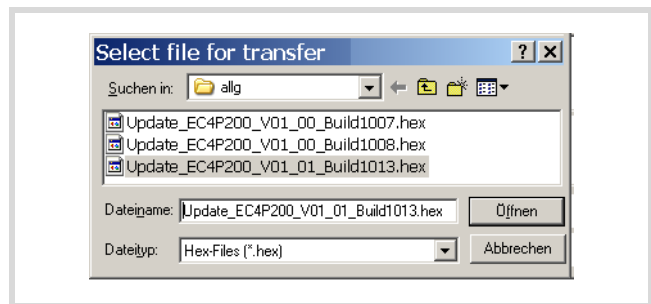 Select file for transfer ? ×
Suchen in: allg
Update_EC4P200_V01_00_Build1007.hex
Update_EC4P200_V01_00_Build1008.hex
Update_EC4P200_V01_01_Build1013.hex
Dateiname: Update_EC4P200_V01_01_Build1013.hex Öffnen
Dateityp: Hex-Files (*.hex) Abbrechen